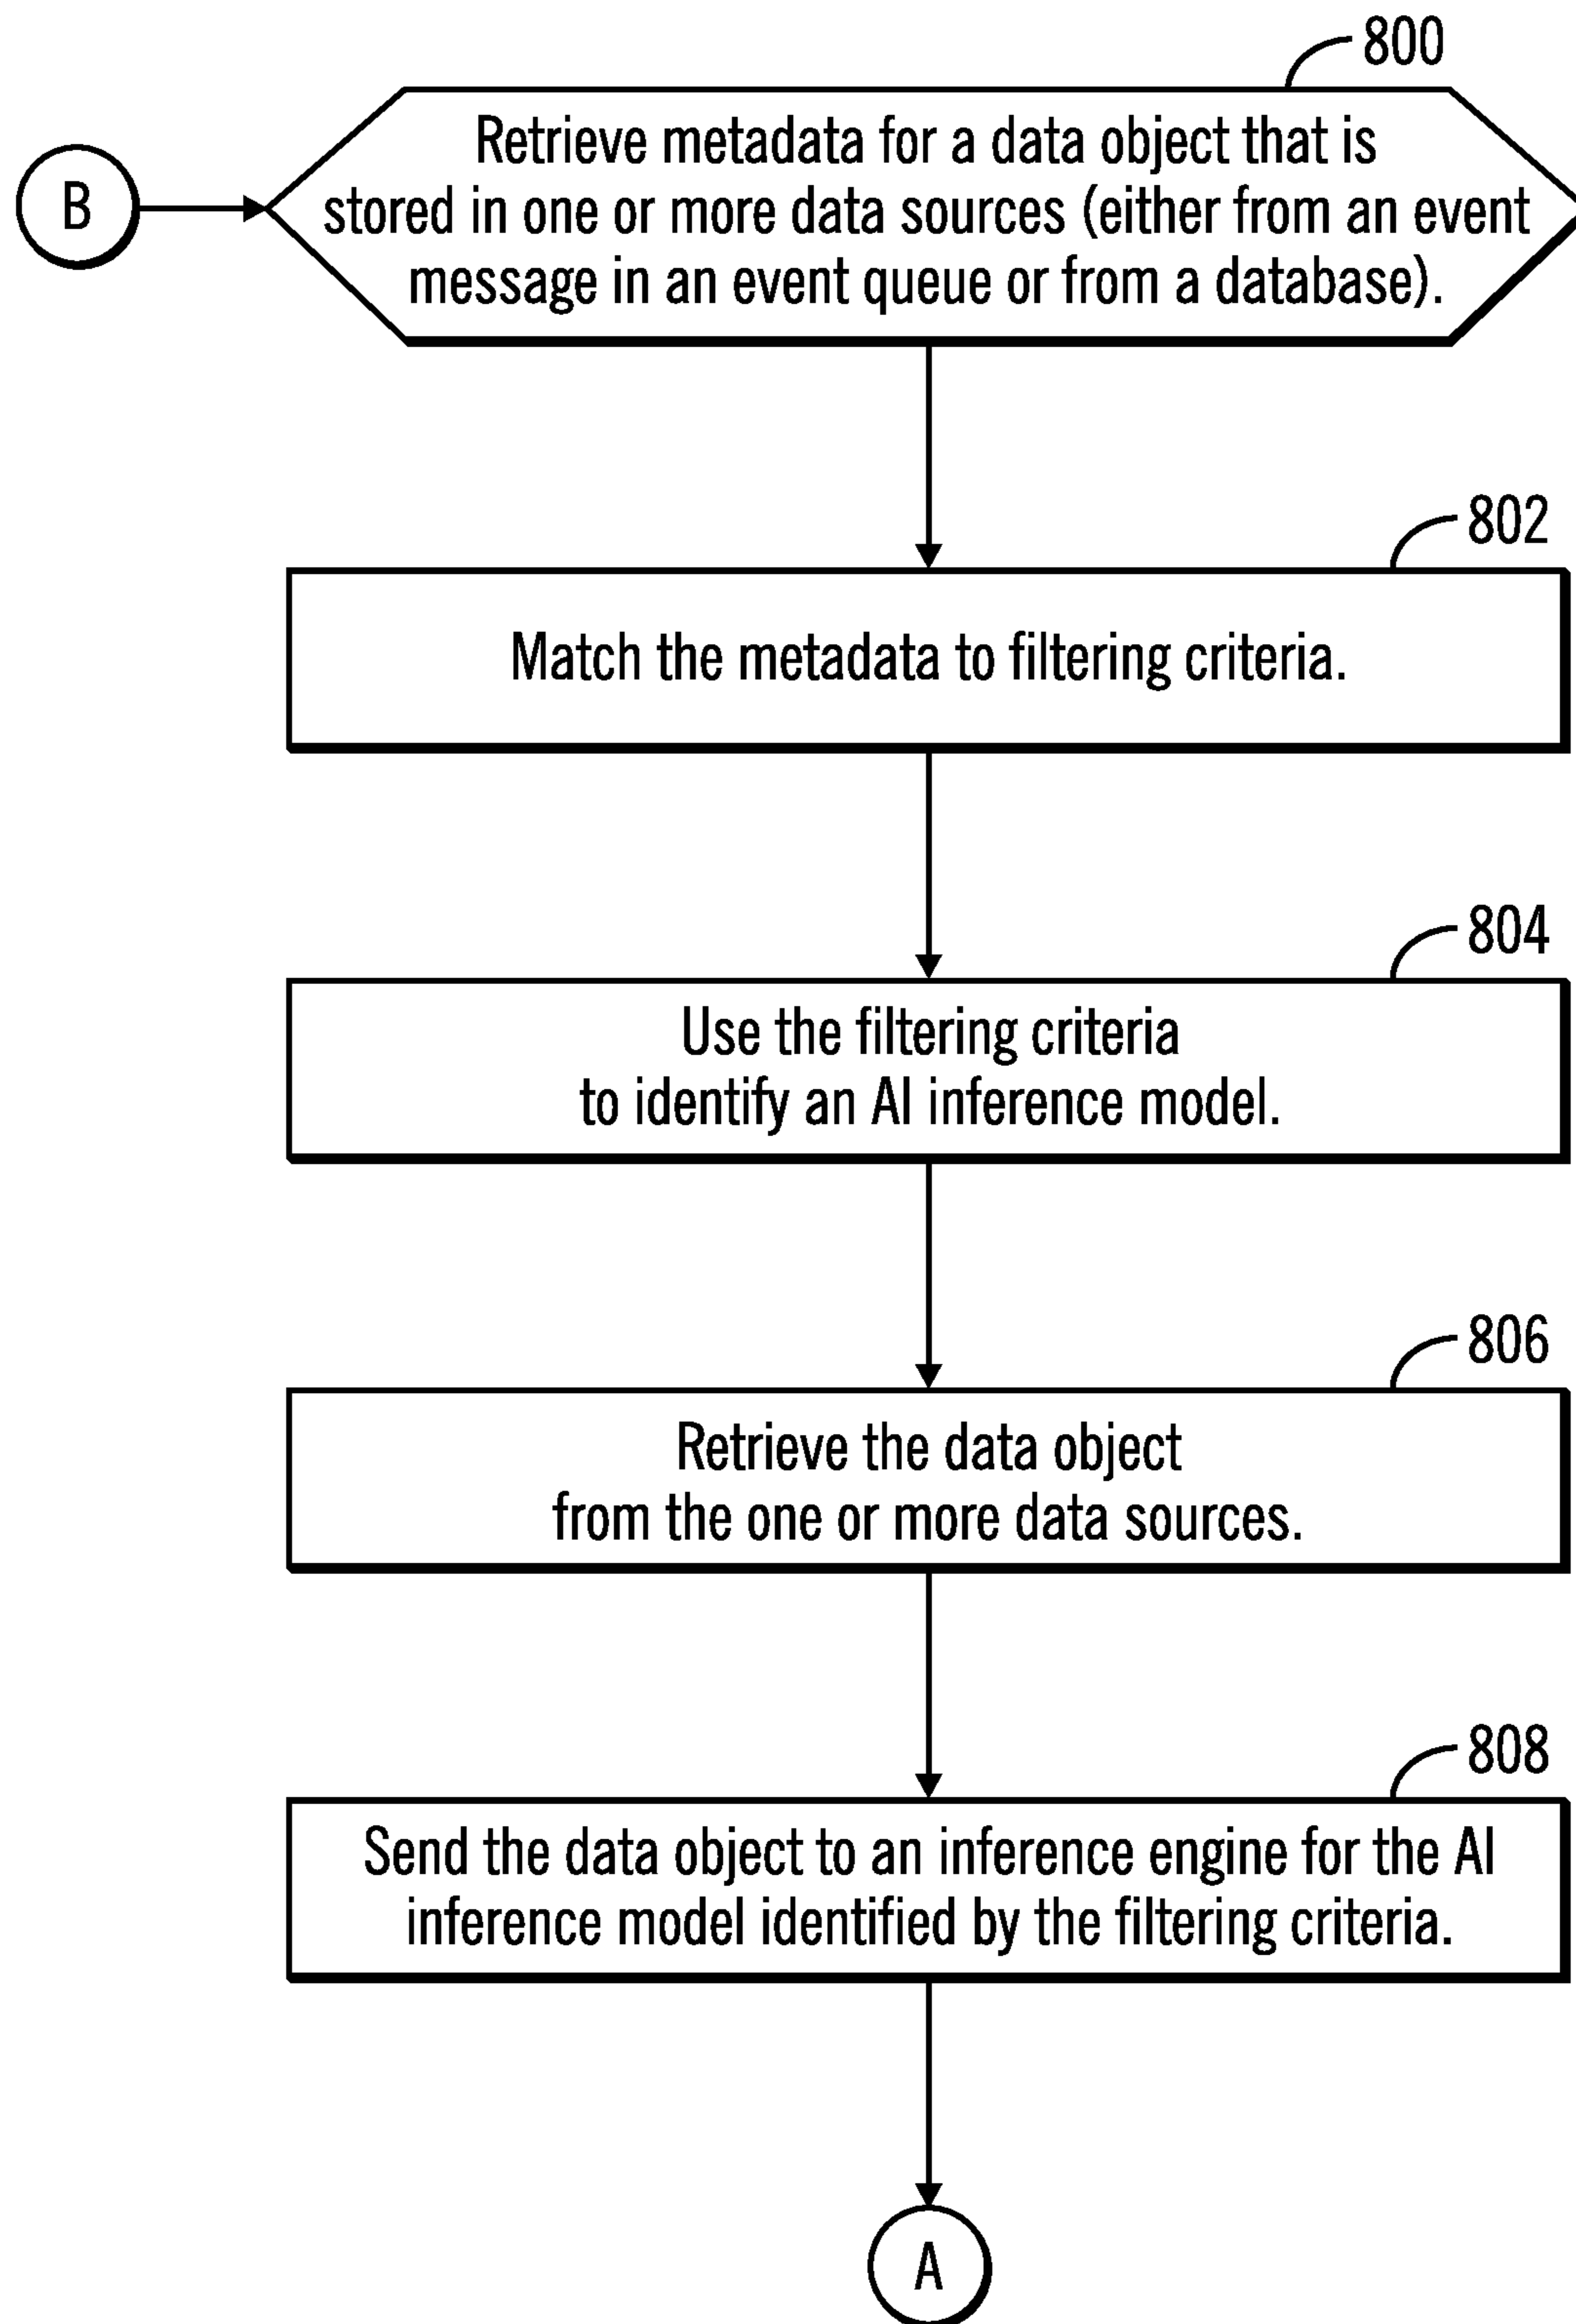 800
B
Retrieve metadata for a data object that is
stored in one or more data sources (either from an event
message in an event queue or from a database).
802
Match the metadata to filtering criteria.
804
Use the filtering criteria
to identify an AI inference model.
806
Retrieve the data object
from the one or more data sources.
808
Send the data object to an inference engine for the AI
inference model identified by the filtering criteria.
A